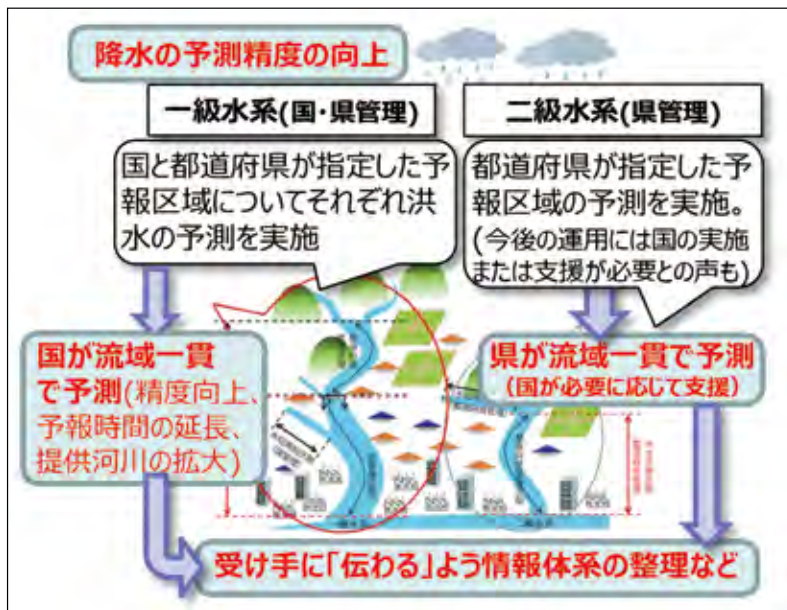 降水の予測精度の向上
一級水系(国・県管理)
国と都道府県が指定した予
報区域についてそれぞれ洪
水の予測を実施
二級水系(県管理)
都道府県が指定した予
報区域の予測を実施。
(今後の運用には国の実施
または支援が必要との声も)
国が流域一貫
で予測(精度向上、
予報時間の延長、
提供河川の拡大)
県が流域一貫で予測
(国が必要に応じて支援)
受け手に「伝わる」よう情報体系の整理など